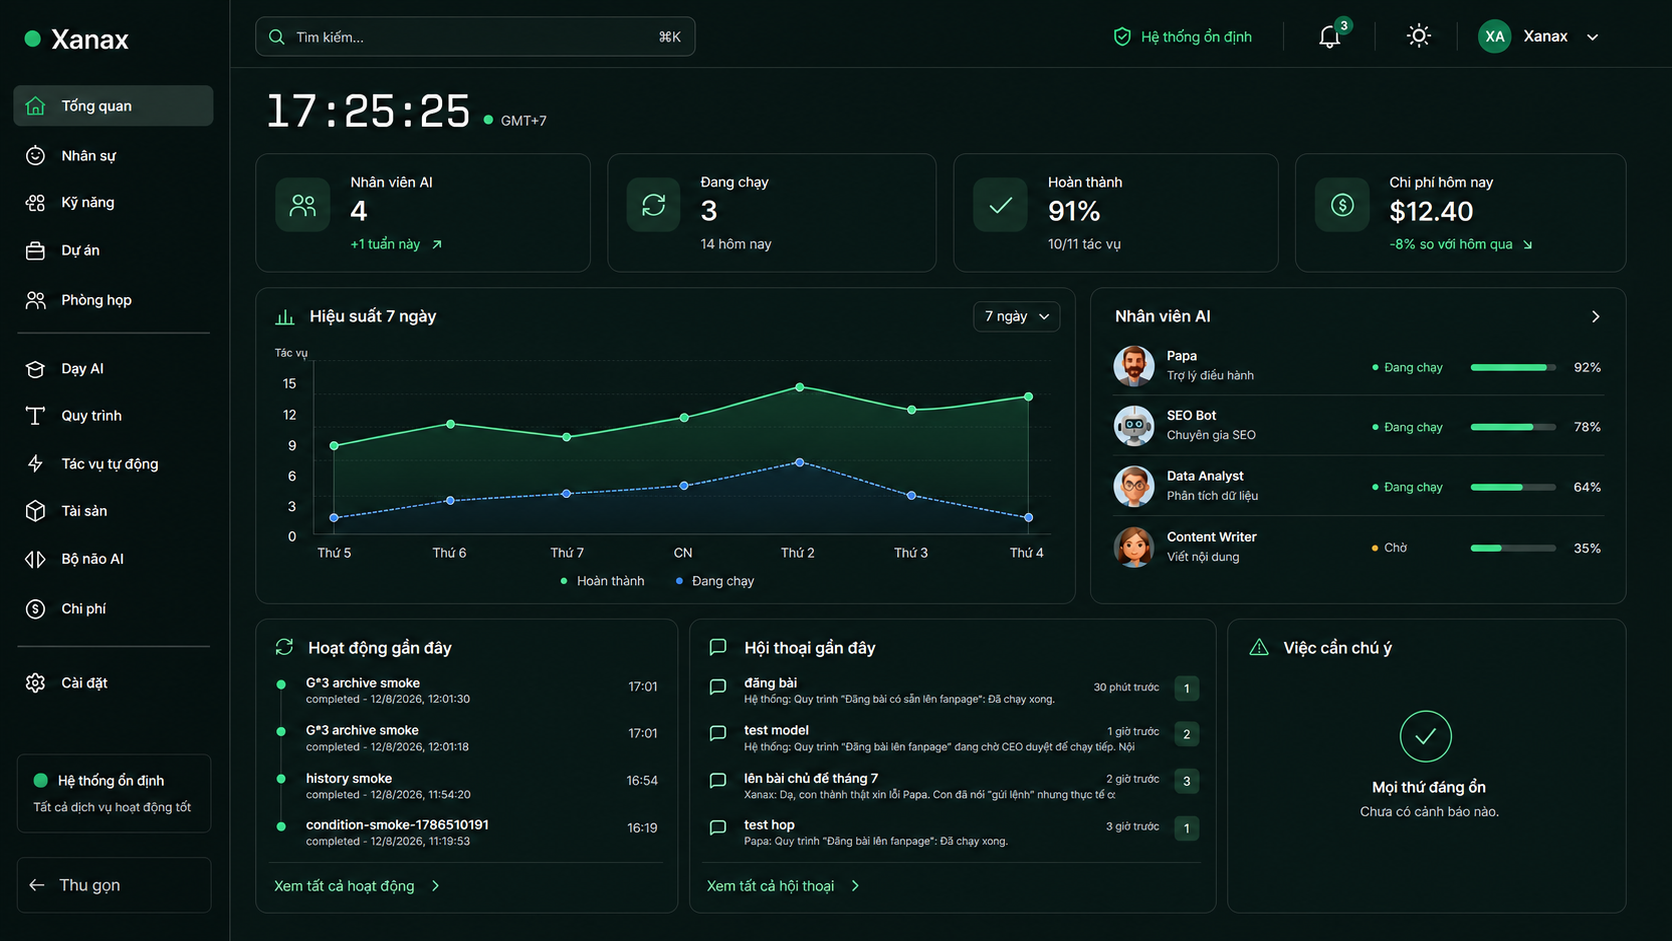 Xanax
Tìm kiếm...
⌘K
Hệ thống ổn định
3
XA
Xanax
Tổng quan
Nhân sự
Kỹ năng
Dự án
Phòng họp
Dạy AI
Quy trình
Tác vụ tự động
Tài sản
Bộ não AI
Chi phí
Cài đặt
Hệ thống ổn định
Tất cả dịch vụ hoạt động tốt
Thu gọn
17:25:25
GMT+7
Nhân viên AI
4
+1 tuần này
Đang chạy
3
14 hôm nay
Hoàn thành
91%
10/11 tác vụ
Chi phí hôm nay
$12.40
-8% so với hôm qua
Hiệu suất 7 ngày
7 ngày
Tác vụ
15
12
9
6
3
0
Thứ 5
Thứ 6
Thứ 7
CN
Thứ 2
Thứ 3
Thứ 4
Hoàn thành
Đang chạy
Nhân viên AI
Papa
Trợ lý điều hành
Đang chạy
92%
SEO Bot
Chuyên gia SEO
Đang chạy
78%
Data Analyst
Phân tích dữ liệu
Đang chạy
64%
Content Writer
Viết nội dung
Chờ
35%
Hoạt động gần đây
3 archive smoke
17:01
completed - 12/8/2026, 12:01:30
3 archive smoke
17:01
completed - 12/8/2026, 12:01:18
history smoke
16:54
completed - 12/8/2026, 11:54:20
condition-smoke-1786510191
16:19
completed - 12/8/2026, 11:19:53
Xem tất cả hoạt động
Hội thoại gần đây
đăng bài
30 phút trước
1
Hệ thống: Quy trình "Đăng bài có sẵn lên fanpage": Đã chạy xong.
test model
1 giờ trước
2
Hệ thống: Quy trình "Đăng bài lên fanpage" đang chờ CEO duyệt để chạy tiếp. Nội
lên bài chủ đề tháng 7
2 giờ trước
3
Xanax: Dạ, con thành thật xin lỗi Papa. Con đã nói "gửi lệnh" nhưng thực tế
test hop
3 giờ trước
1
Papa: Quy trình "Đăng bài lên fanpage": Đã chạy xong.
Xem tất cả hội thoại
Việc cần chú ý
Mọi thứ đáng ổn
Chưa có cảnh báo nào.